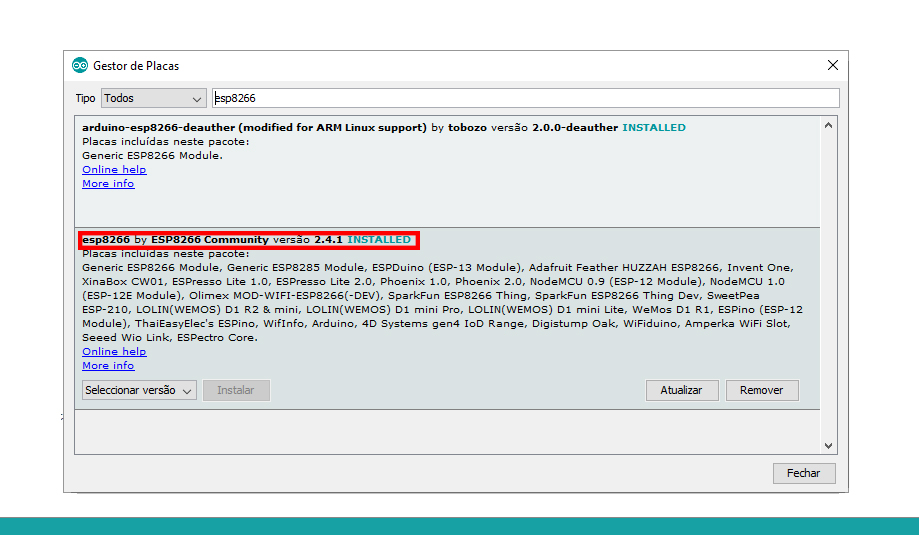 Gestor de Placas
Tipo Todos esp8266
arduino-esp8266-deauther (modified for ARM Linux support) by tobozo versão 2.0.0-deauther INSTALLED
Placas incluídas neste pacote:
Generic ESP8266 Module.
Online help
More info
esp8266 by ESP8266 Community versão 2.4.1 INSTALLED
Placas incluídas neste pacote:
Generic ESP8266 Module, Generic ESP8285 Module, ESPDuino (ESP-13 Module), Adafruit Feather HUZZAH ESP8266, Invent One,
XinaBox CW01, ESPresso Lite 1.0, ESPresso Lite 2.0, Phoenix 1.0, Phoenix 2.0, NodeMCU 0.9 (ESP-12 Module), NodeMCU 1.0
(ESP-12E Module), Olimex MOD-WIFI-ESP8266(-DEV), SparkFun ESP8266 Thing, SparkFun ESP8266 Thing Dev, SweetPea
ESP-210, LOLIN(WEMOS) D1 R2 & mini, LOLIN(WEMOS) D1 mini Pro, LOLIN(WEMOS) D1 mini Lite, WeMos D1 R1, ESPino (ESP-12
Module), ThaiEasyElec's ESPino, WifInfo, Arduino, 4D Systems gen4 IoD Range, Digistump Oak, WiFiduino, Amperka WiFi Slot,
Seeed Wio Link, ESPectro Core.
Online help
More info
Seleccionar versão Instalar Atualizar Remover
Fechar